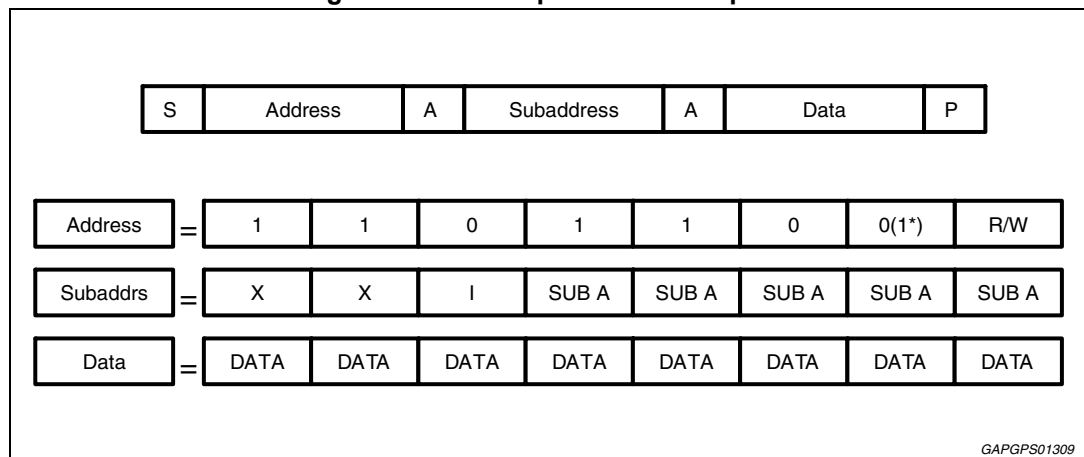 S Address A Subaddress A Data P
Address = 1 1 0 1 1 0 0(1*) R/W
Subaddrs = X X I SUB A SUB A SUB A SUB A SUB A
Data = DATA DATA DATA DATA DATA DATA DATA DATA
GAPGPS01309